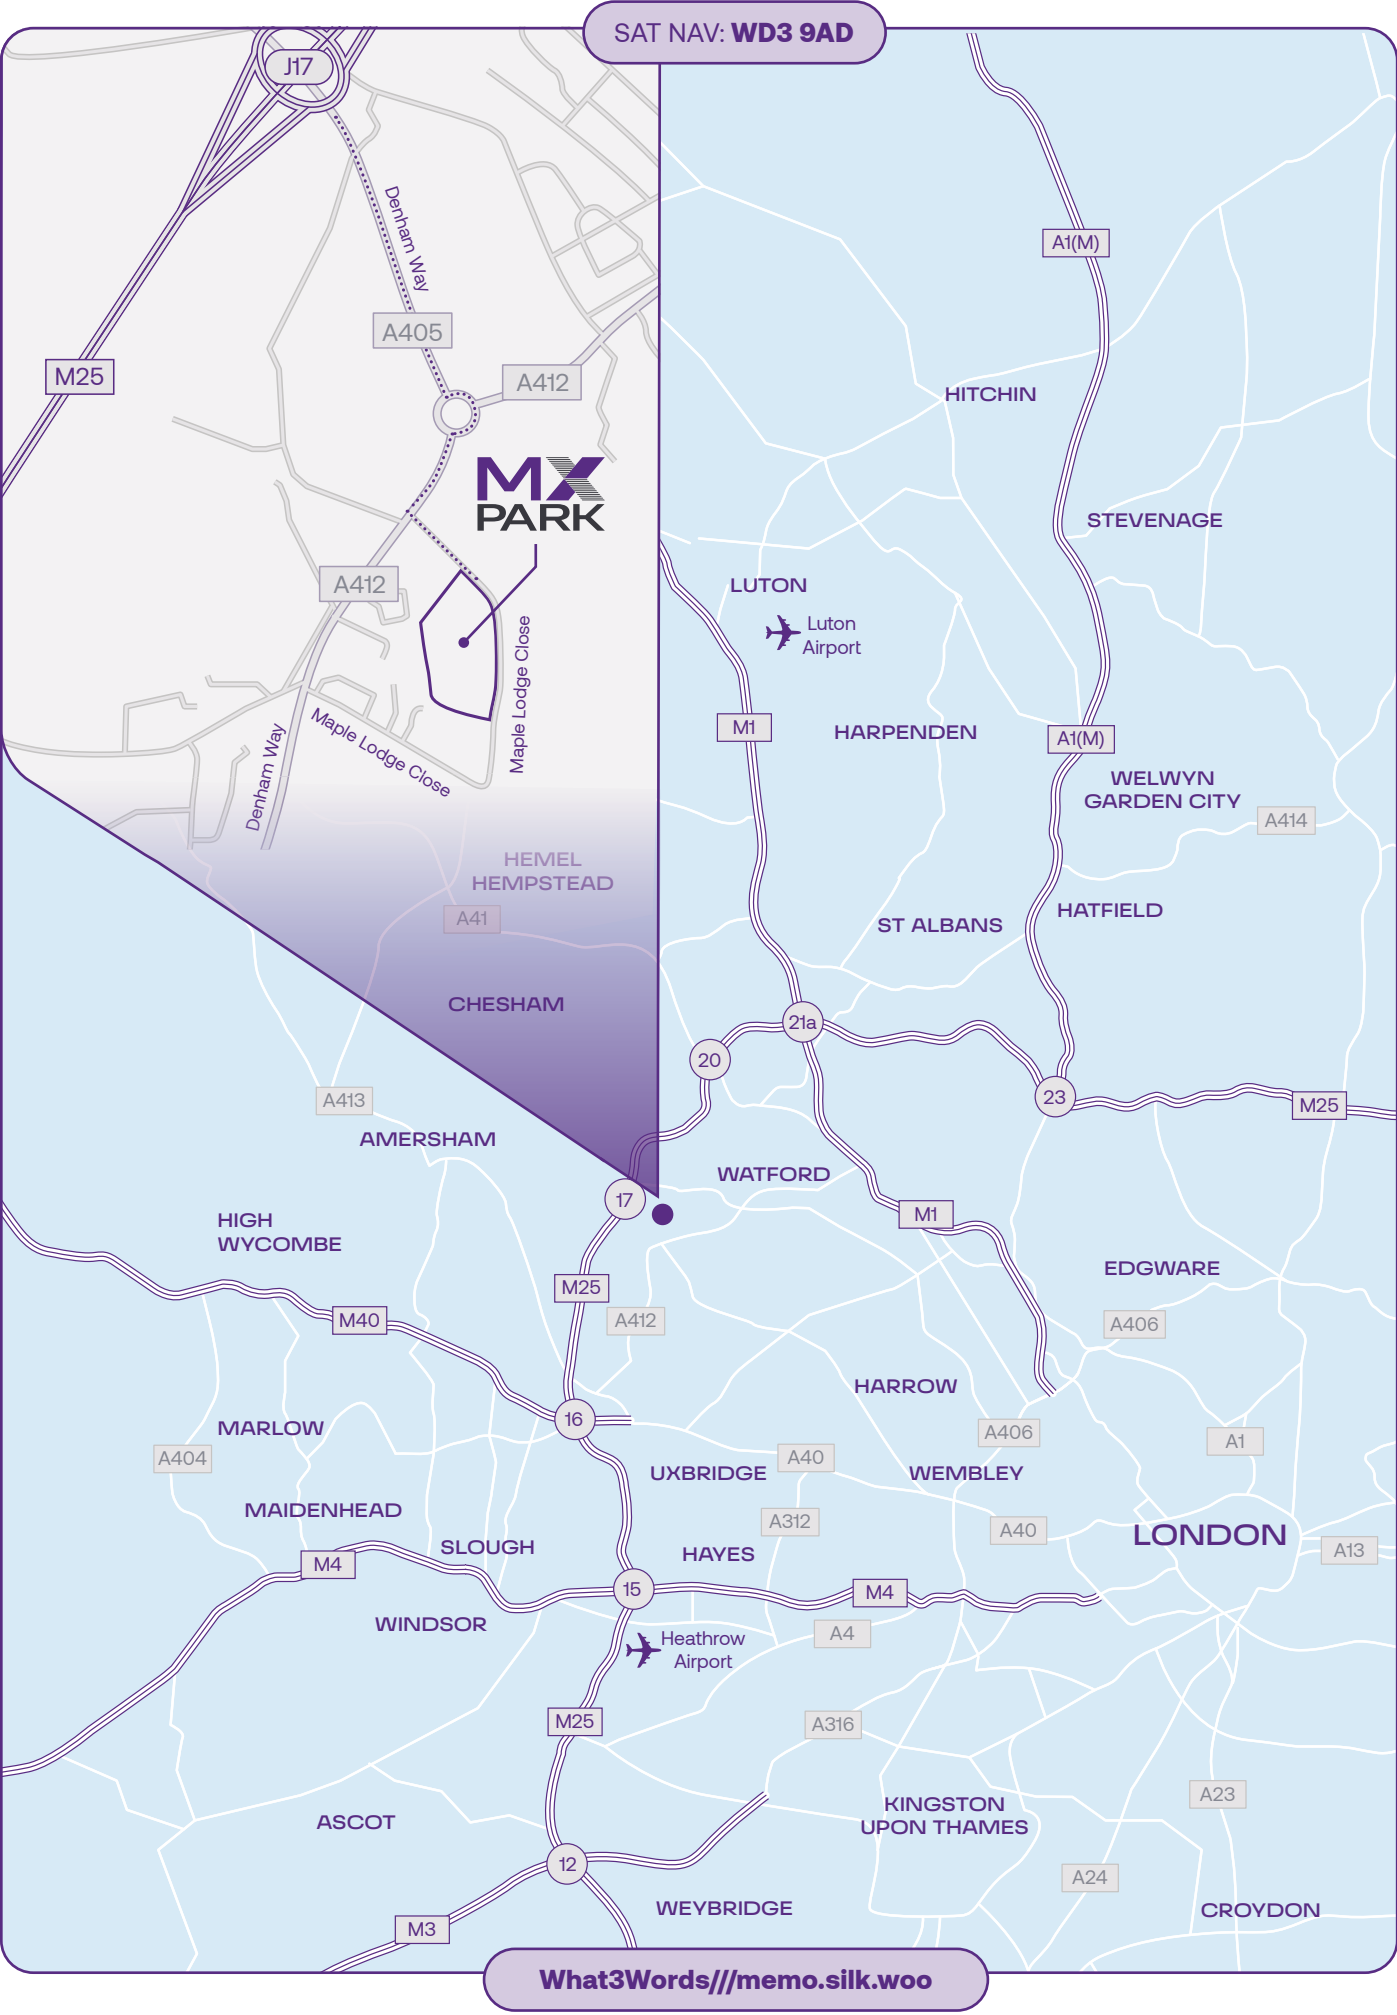 SAT NAV: WD3 9AD
J17
Denham Way
A405
M25
A412
MX
PARK
A412
Maple Lodge Close
Maple Lodge Close
Denham Way
A1(M)
HITCHIN
STEVENAGE
LUTON
Luton
Airport
M1
HARPENDEN
A1(M)
WELWYN
GARDEN CITY
A414
HEMEL
HEMPSTEAD
A41
ST ALBANS
HATFIELD
CHESHAM
21a
20
23
M25
A413
AMERSHAM
WATFORD
17
M1
HIGH
WYCOMBE
EDGWARE
M25
A412
A406
M40
HARROW
16
MARLOW
A406
A1
A404
A40
UXBRIDGE
WEMBLEY
MAIDENHEAD
A312
A40
LONDON
SLOUGH
HAYES
A13
M4
15
M4
WINDSOR
A4
Heathrow
Airport
M25
A316
A23
KINGSTON
UPON THAMES
ASCOT
12
A24
WEYBRIDGE
CROYDON
M3
What3Words///memo.silk.woo